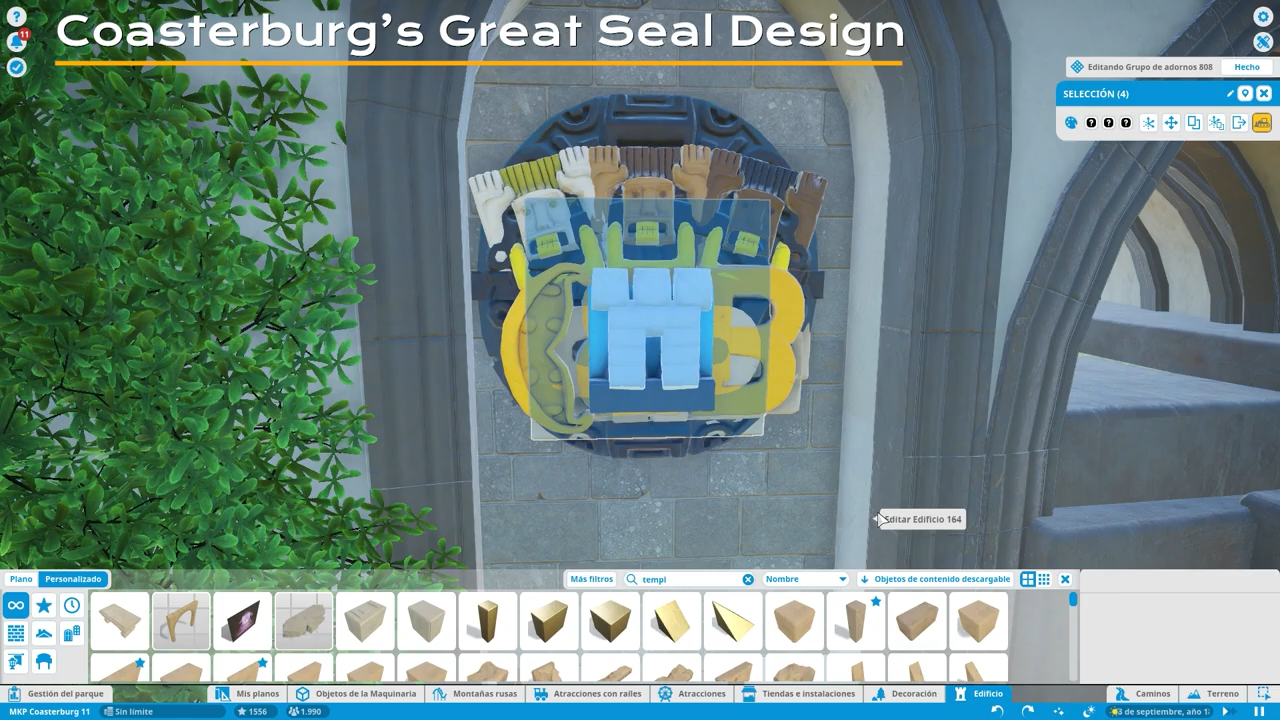 Coasterburg's Great Seal Design
?
11
Editando Grupo de adornos 808
Hecho
SELECCIÓN (4)
? ? ?
Editar Edificio 164
Plano
Personalizado
Más filtros
templ
Nombre
Objetos de contenido descargable
Gestión del parque
Mis planos
Objetos de la Maquinaria
Montañas rusas
Atracciones con raíles
Atracciones
Tiendas e instalaciones
Decoración
Edificio
Caminos
Terreno
MKP Coasterburg 11
Sin límite
1556
1.990
3 de septiembre, año 1